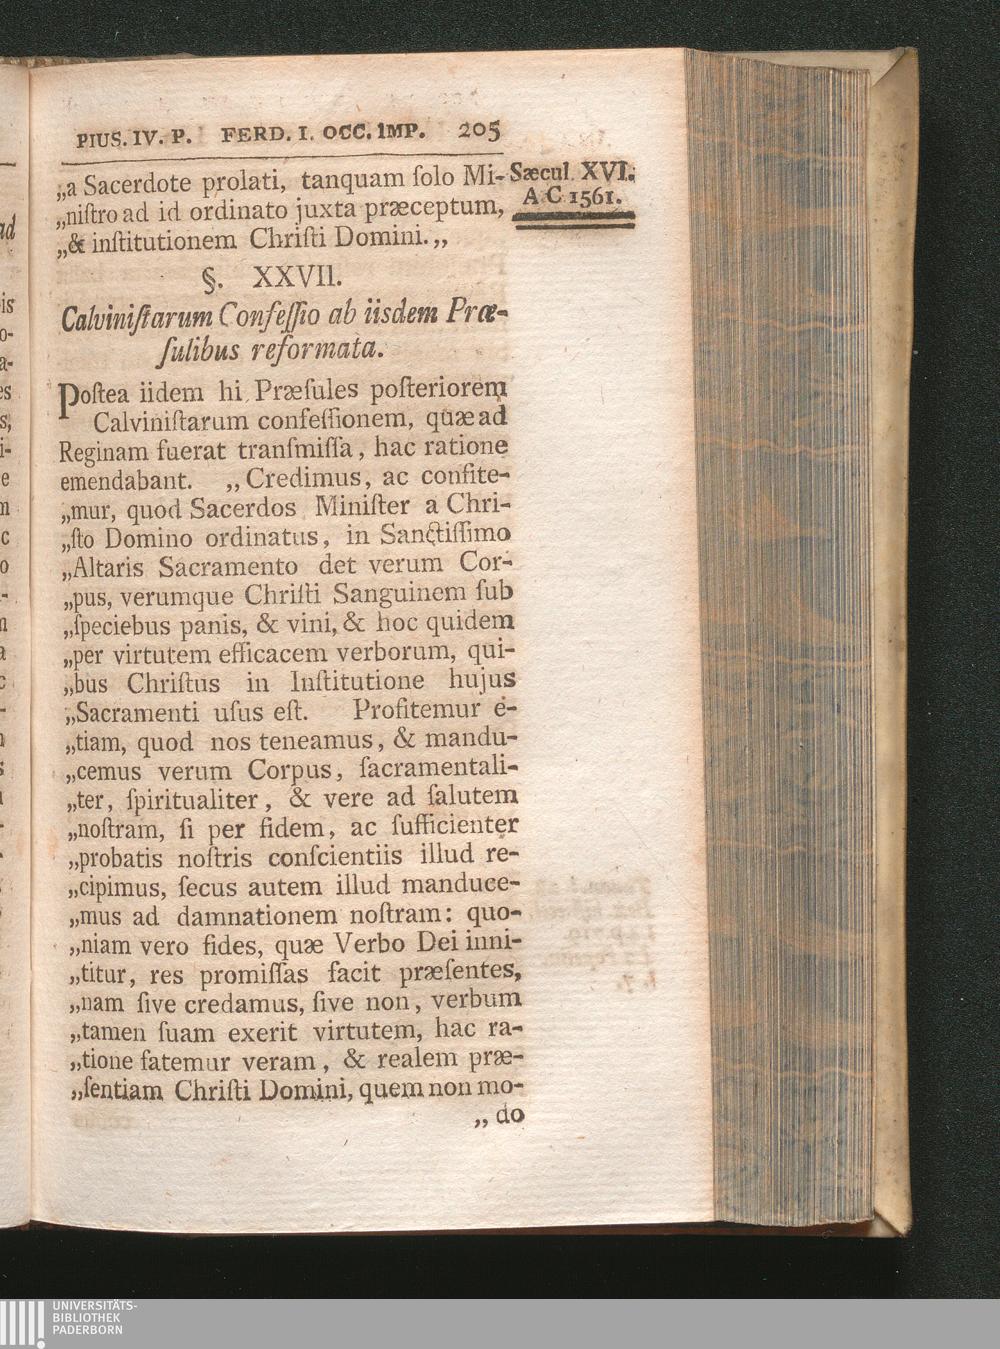 PIUS. IV. P. FERD. I. OCC. IMP. 205
Sæcul. XVI.
A C 1561.
„a Sacerdote prolati, tanquam ſolo Mi-
„niſtro ad id ordinato juxta præceptum,
„& inſtitutionem Chriſti Domini.„
§. XXVII.
Calviniſtarum Confeſſio ab iisdem Præ-
ſulibus reformata.
Poſtea iidem hi Præſules poſteriorem
Calviniſtarum confeſſionem, quæ ad
Reginam fuerat tranſmiſſa, hac ratione
emendabant. „Credimus, ac confite-
„mur, quod Sacerdos Miniſter a Chri-
„ſto Domino ordinatus, in Sanctiſſimo
„Altaris Sacramento det verum Cor-
„pus, verumque Chriſti Sanguinem ſub
„ſpeciebus panis, & vini, & hoc quidem
„per virtutem efficacem verborum, qui-
„bus Chriſtus in Inſtitutione hujus
„Sacramenti uſus eſt. Profitemur e-
„tiam, quod nos teneamus, & mandu-
„cemus verum Corpus, ſacramentali-
„ter, ſpiritualiter, & vere ad ſalutem
„noſtram, ſi per fidem, ac ſufficienter
„probatis noſtris conſcientiis illud re-
„cipimus, ſecus autem illud manduce-
„mus ad damnationem noſtram: quo-
„niam vero fides, quæ Verbo Dei inni-
„titur, res promiſſas facit præſentes,
„nam ſive credamus, ſive non, verbum
„tamen ſuam exerit virtutem, hac ra-
„tione fatemur veram, & realem præ-
„ſentiam Chriſti Domini, quem non mo-
„do
UNIVERSITÄTS-
BIBLIOTHEK
PADERBORN